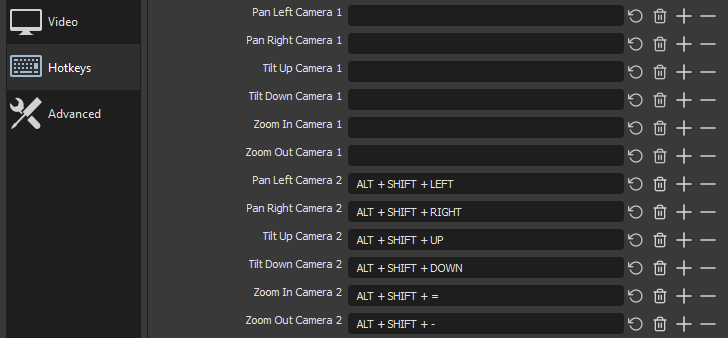 Video
Hotkeys
Advanced
Pan Left Camera 1
Pan Right Camera 1
Tilt Up Camera 1
Tilt Down Camera 1
Zoom In Camera 1
Zoom Out Camera 1
Pan Left Camera 2 ALT + SHIFT + LEFT
Pan Right Camera 2 ALT + SHIFT + RIGHT
Tilt Up Camera 2 ALT + SHIFT + UP
Tilt Down Camera 2 ALT + SHIFT + DOWN
Zoom In Camera 2 ALT + SHIFT + =
Zoom Out Camera 2 ALT + SHIFT + -